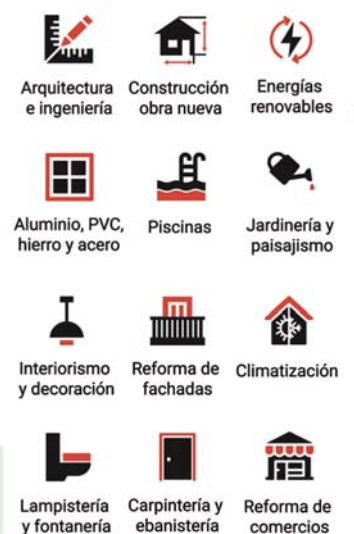 Arquitectura
e ingeniería
Construcción
obra nueva
Energías
renovables
Aluminio, PVC,
hierro y acero
Piscinas
Jardinería y
paisajismo
Interiorismo
y decoración
Reforma de
fachadas
Climatización
Lampistería
y fontanería
Carpintería y
ebanistería
Reforma de
comercios